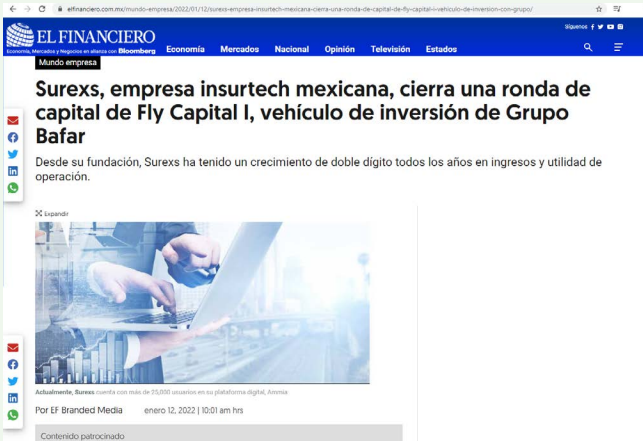 elfinanciero.com.mx/mundo-empresa/2022/01/12/surexs-empresa-insurtech-mexicana-cierra-una-ronda-de-capital-de-fly-capital-i-vehiculo-de-inversion-con-grupo/
Síguenos
EL FINANCIERO
Economía, Mercados y Negocios en alianza con Bloomberg
Economía Mercados Nacional Opinión Televisión Estados
Mundo empresa
Surexs, empresa insurtech mexicana, cierra una ronda de
capital de Fly Capital I, vehículo de inversión de Grupo
Bafar
Desde su fundación, Surexs ha tenido un crecimiento de doble dígito todos los años en ingresos y utilidad de
operación.
Expandir
Actualmente, Surexs cuenta con más de 25,000 usuarios en su plataforma digital, Ammia.
Por EF Branded Media enero 12, 2022 | 10:01 am hrs
Contenido patrocinado